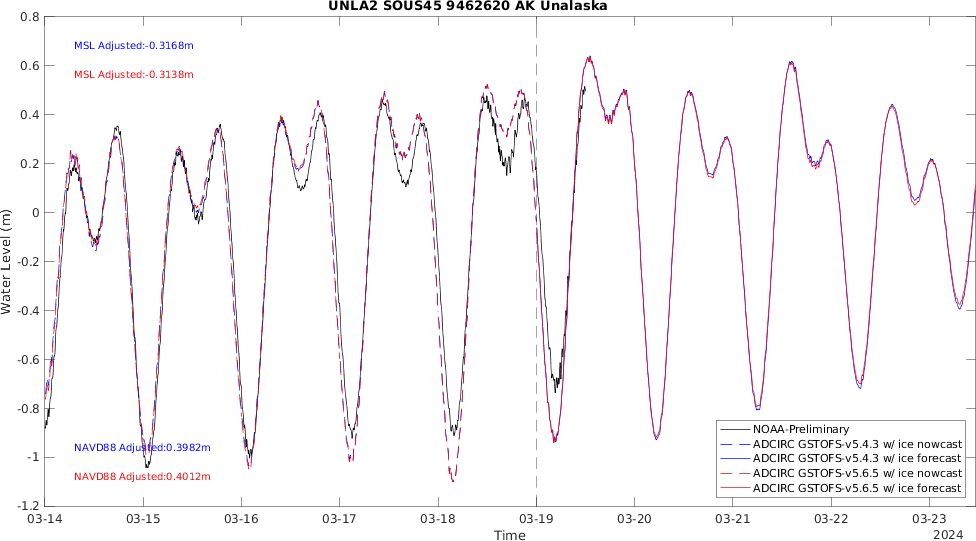 UNLA2 SOUS45 9462620 AK Unalaska
0.8
0.6
0.4
0.2
0
-0.2
-0.4
-0.6
-0.8
-1
-1.2
Water Level (m)
MSL Adjusted:-0.3168m
MSL Adjusted:-0.3138m
NAVD88 Adjusted:0.3982m
NAVD88 Adjusted:0.4012m
NOAA-Preliminary
ADCIRC GSTOFS-v5.4.3 w/ ice nowcast
ADCIRC GSTOFS-v5.4.3 w/ ice forecast
ADCIRC GSTOFS-v5.6.5 w/ ice nowcast
ADCIRC GSTOFS-v5.6.5 w/ ice forecast
03-14 03-15 03-16 03-17 03-18 03-19 03-20 03-21 03-22 03-23
Time
2024